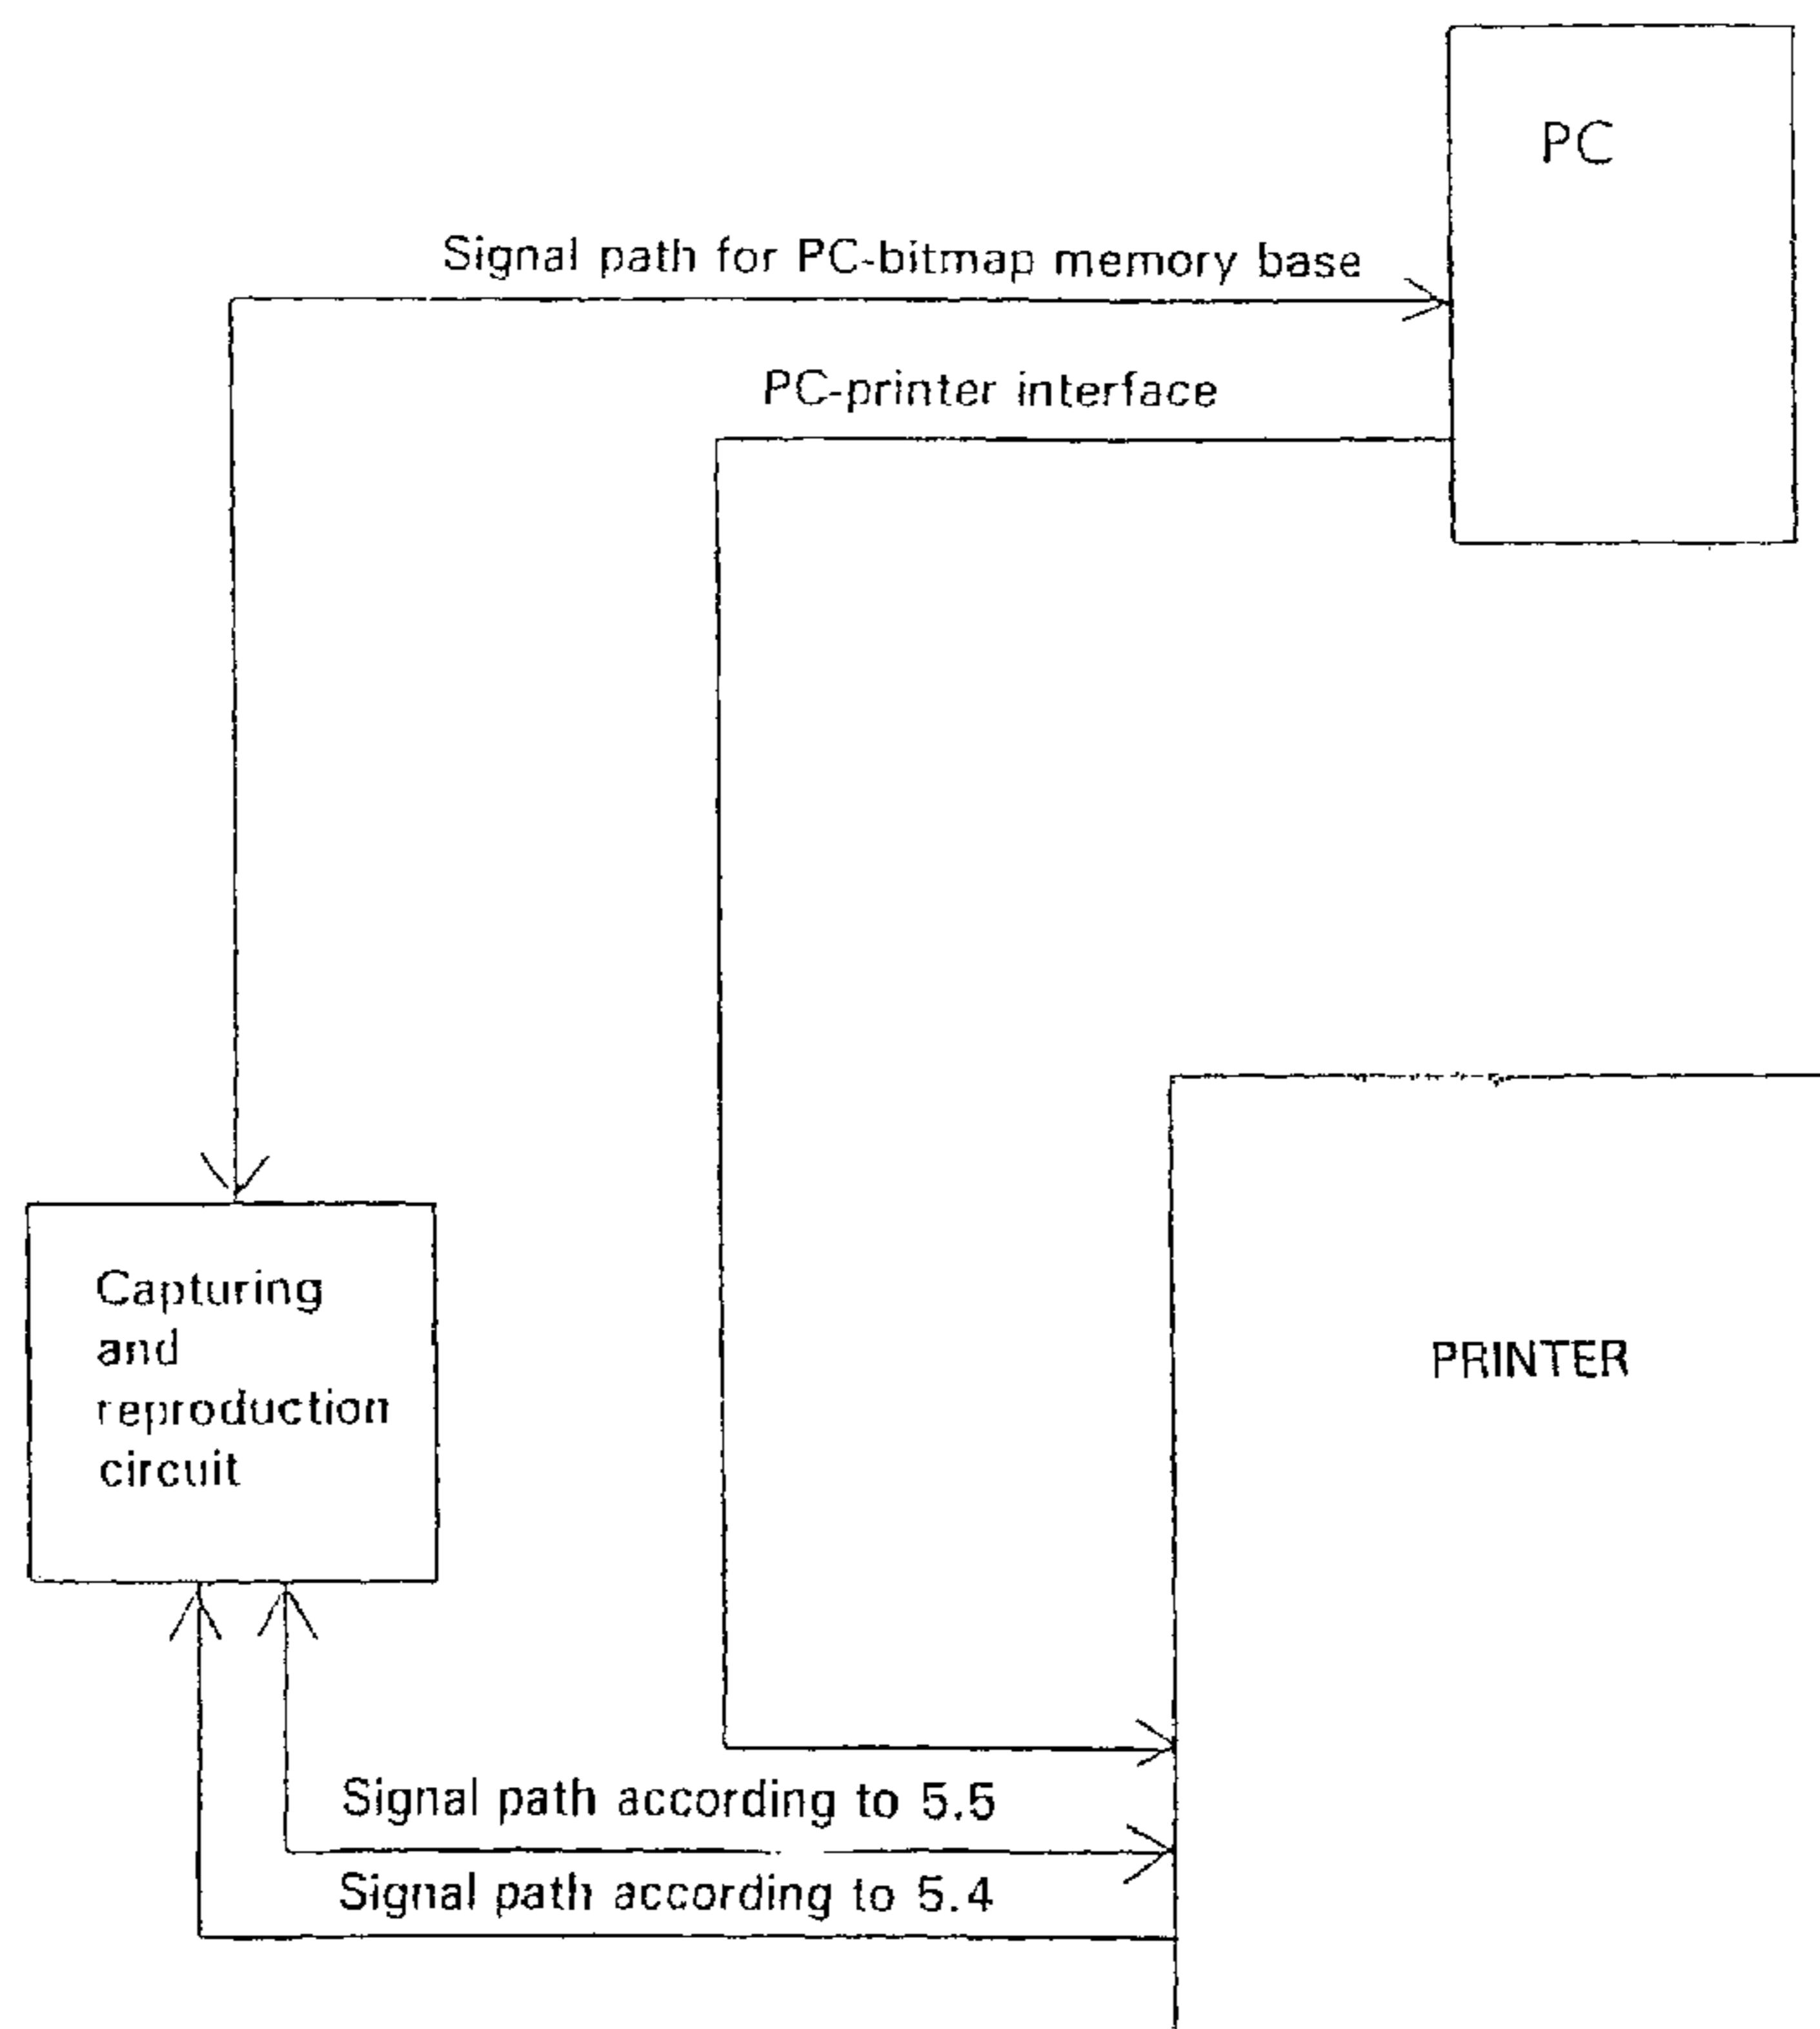 PC
Signal path for PC-bitmap memory base
PC-printer interface
Capturing
and
reproduction
circuit
PRINTER
Signal path according to 5.5
Signal path according to 5.4